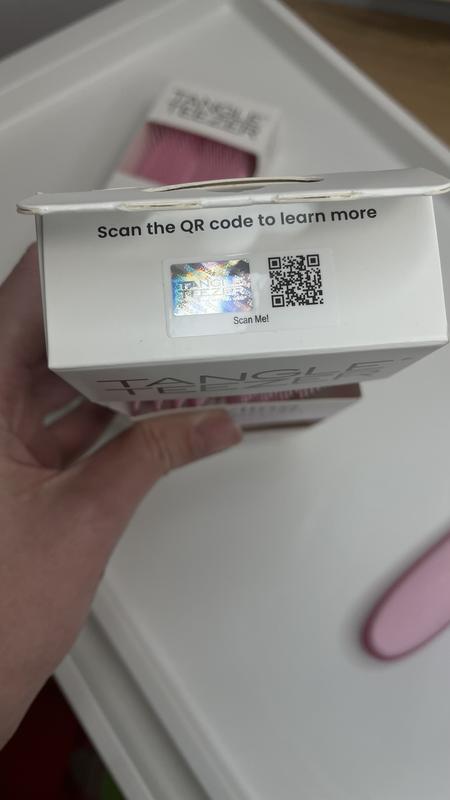 TANGLE
TEEZER
Scan the QR code to learn more
TANGLE
TEEZER
Scan Me!
TANGLE
TEEZER